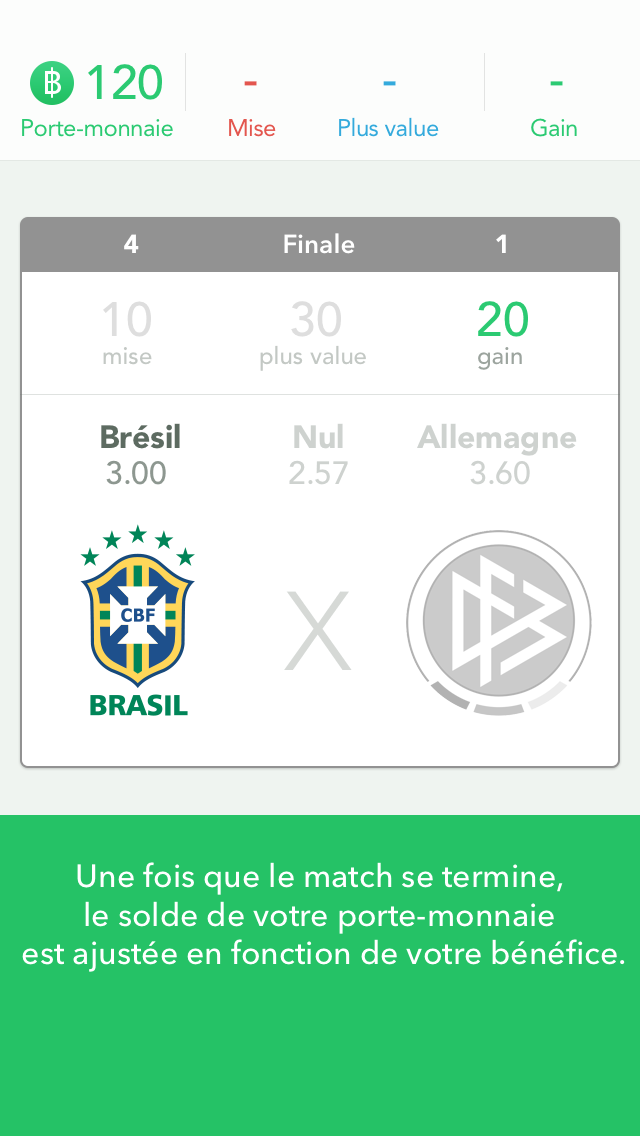 ฿ 120 - - -
Porte-monnaie Mise Plus value Gain
4 Finale 1
10 30 20
mise plus value gain
Brésil Nul Allemagne
3.00 2.57 3.60
CBF X DFB
BRASIL
Une fois que le match se termine,
le solde de votre porte-monnaie
est ajustée en fonction de votre bénéfice.